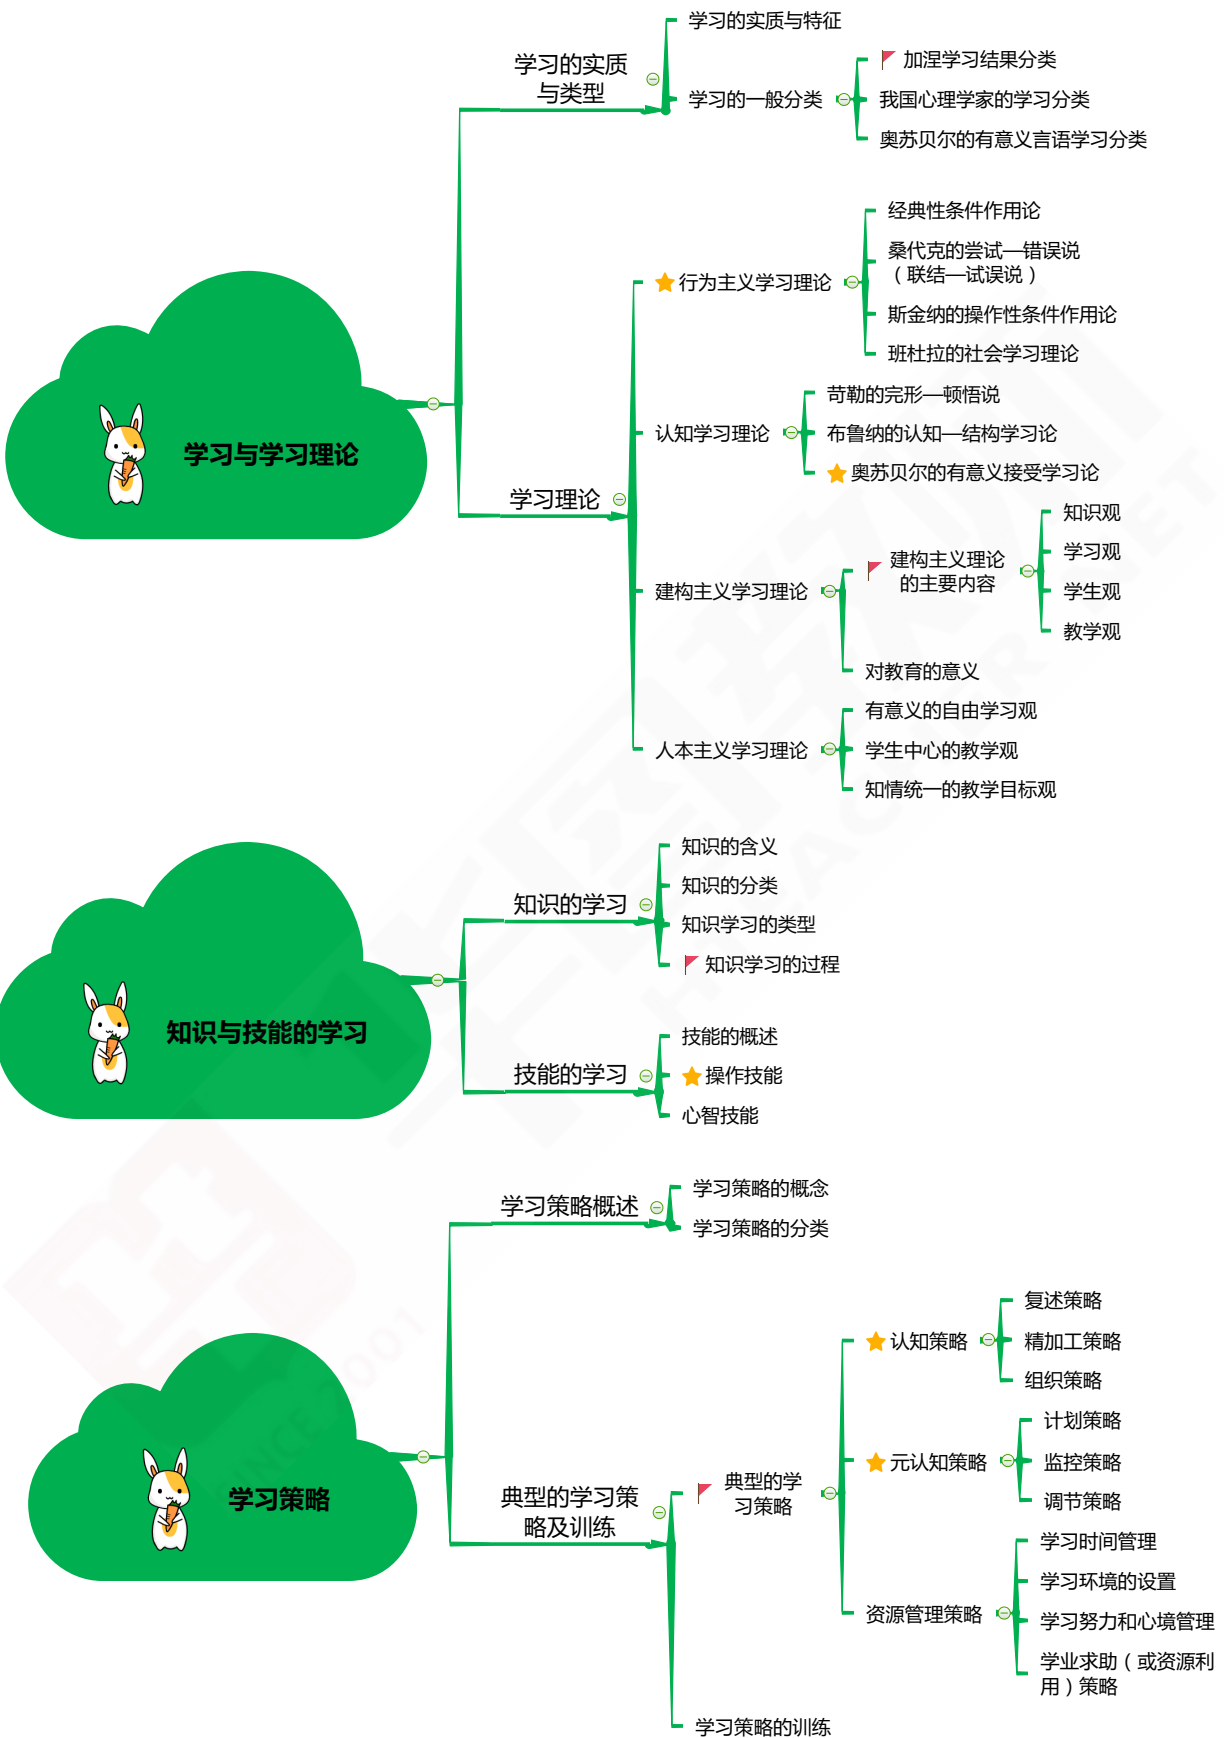 学习与学习理论
学习的实质
与类型
学习的实质与特征
学习的一般分类
加涅学习结果分类
我国心理学家的学习分类
奥苏贝尔的有意义言语学习分类
学习理论
行为主义学习理论
经典性条件作用论
桑代克的尝试—错误说
（联结—试误说）
斯金纳的操作性条件作用论
班杜拉的社会学习理论
认知学习理论
苛勒的完形—顿悟说
布鲁纳的认知—结构学习论
奥苏贝尔的有意义接受学习论
建构主义学习理论
建构主义理论
的主要内容
知识观
学习观
学生观
教学观
对教育的意义
人本主义学习理论
有意义的自由学习观
学生中心的教学观
知情统一的教学目标观
知识与技能的学习
知识的学习
知识的含义
知识的分类
知识学习的类型
知识学习的过程
技能的学习
技能的概述
操作技能
心智技能
学习策略
学习策略概述
学习策略的概念
学习策略的分类
典型的学习策
略及训练
典型的学
习策略
认知策略
复述策略
精加工策略
组织策略
元认知策略
计划策略
监控策略
调节策略
资源管理策略
学习时间管理
学习环境的设置
学习努力和心境管理
学业求助（或资源利
用）策略
学习策略的训练
SINCE 2001